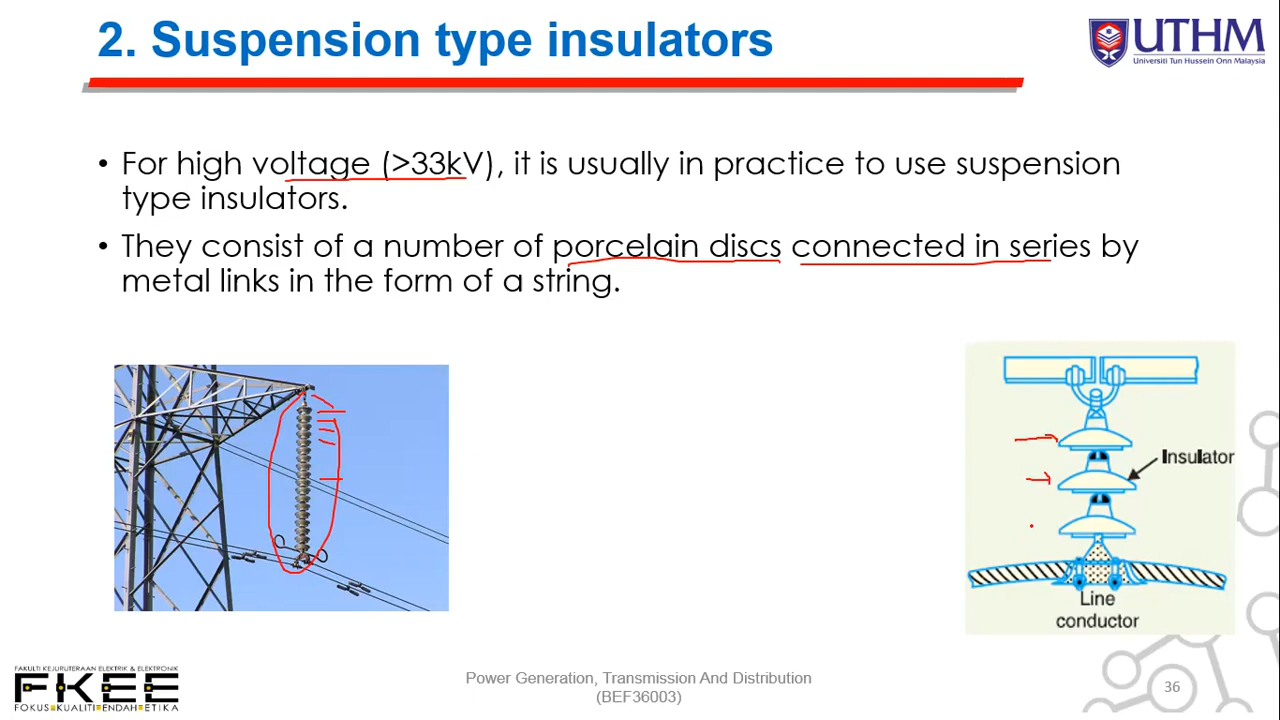 2. Suspension type insulators
UTHM
Universiti Tun Hussein Onn Malaysia
• For high voltage (>33kV), it is usually in practice to use suspension
type insulators.
• They consist of a number of porcelain discs connected in series by
metal links in the form of a string.
Insulator
Line
conductor
FAKULTI KEJURUTERAAN ELEKTRIK & ELEKTRONIK
FKEE
FOKUS KUALITI ENDAH ETIKA
Power Generation, Transmission And Distribution
(BEF36003)
36